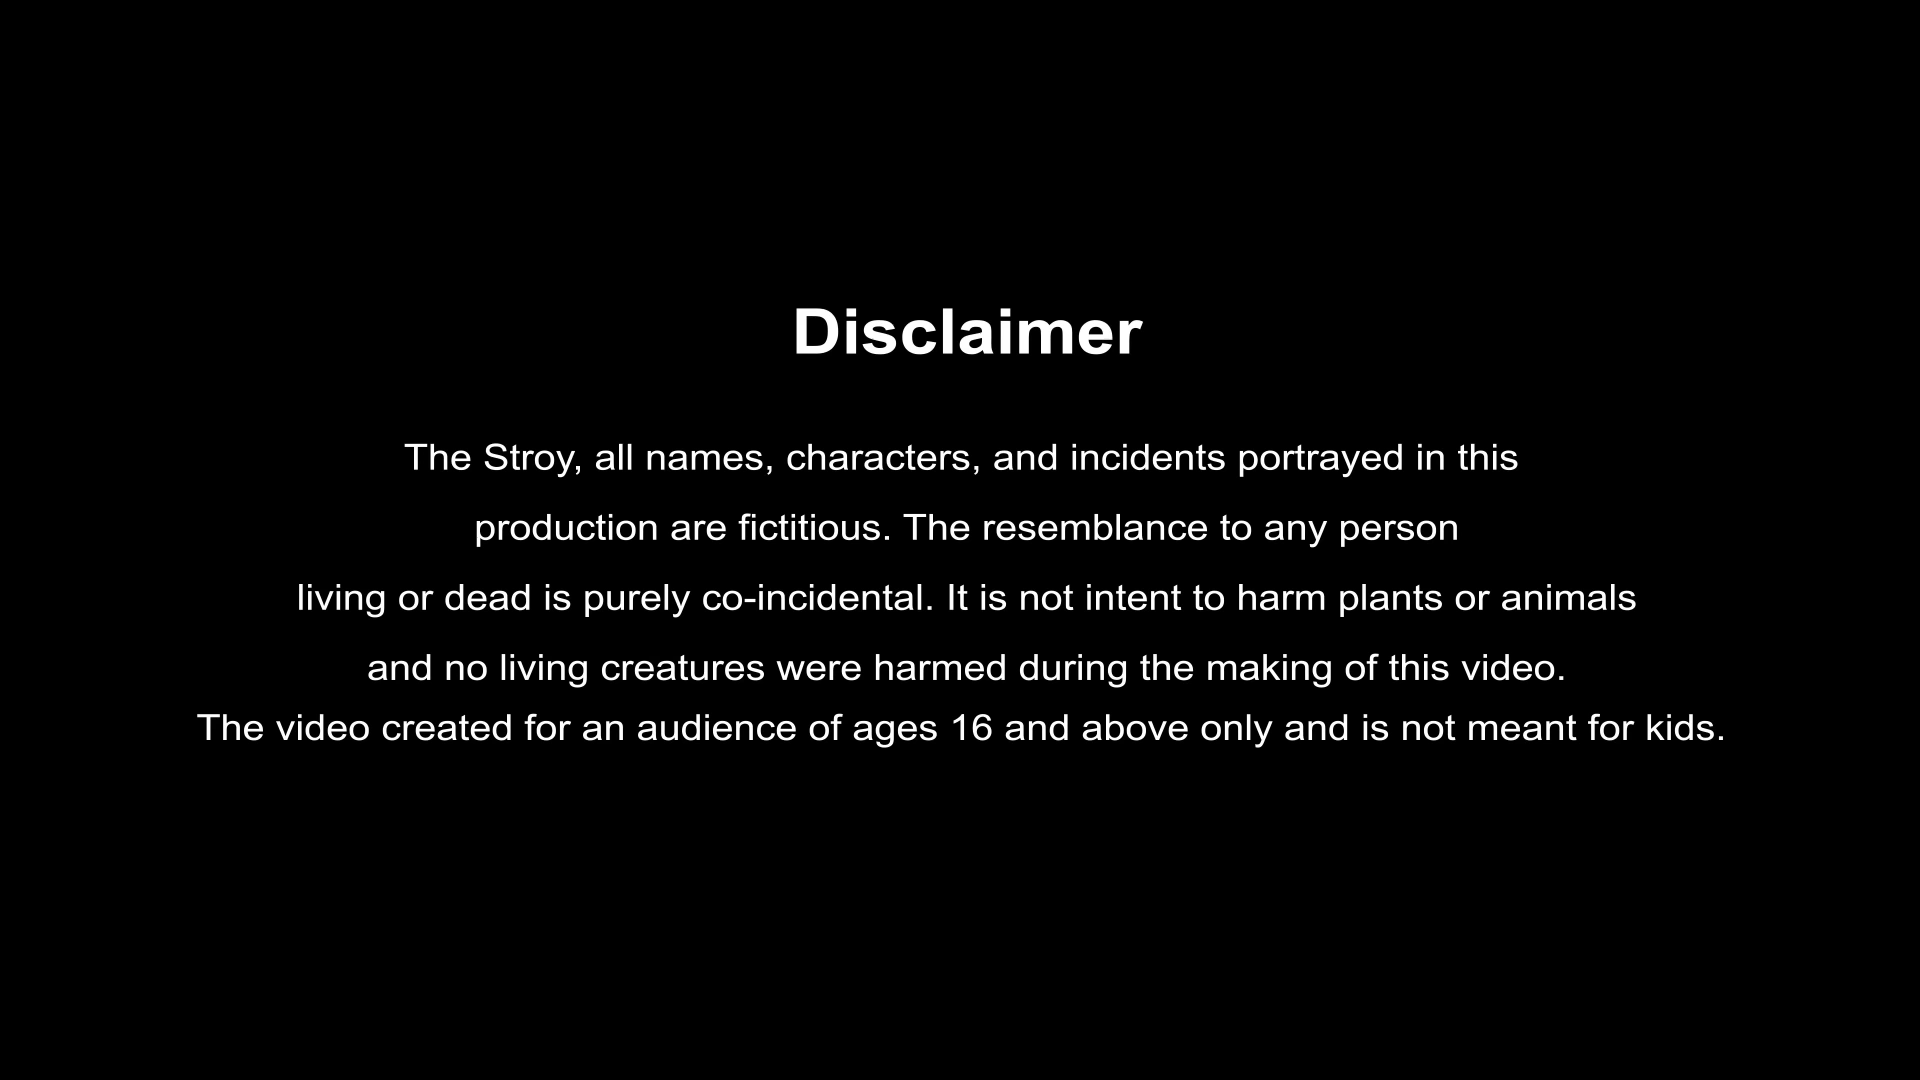 Disclaimer
The Stroy, all names, characters, and incidents portrayed in this
production are fictitious. The resemblance to any person
living or dead is purely co-incidental. It is not intent to harm plants or animals
and no living creatures were harmed during the making of this video.
The video created for an audience of ages 16 and above only and is not meant for kids.